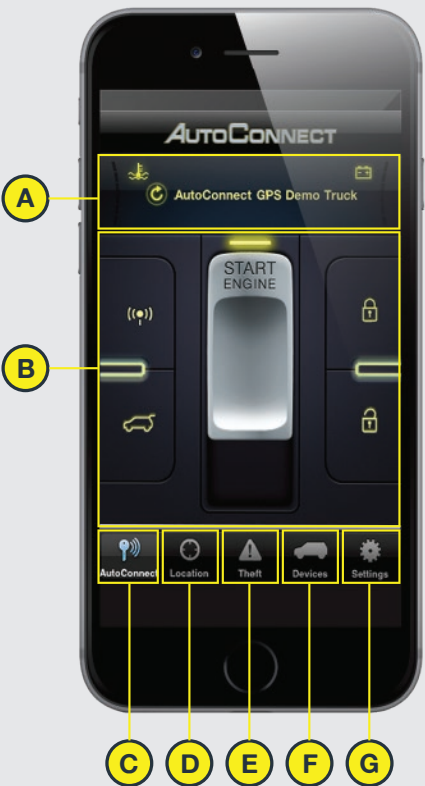 AUTOCONNECT
A
AutoConnect GPS Demo Truck
START
ENGINE
B
AutoConnect Location Theft Devices Settings
C D E F G